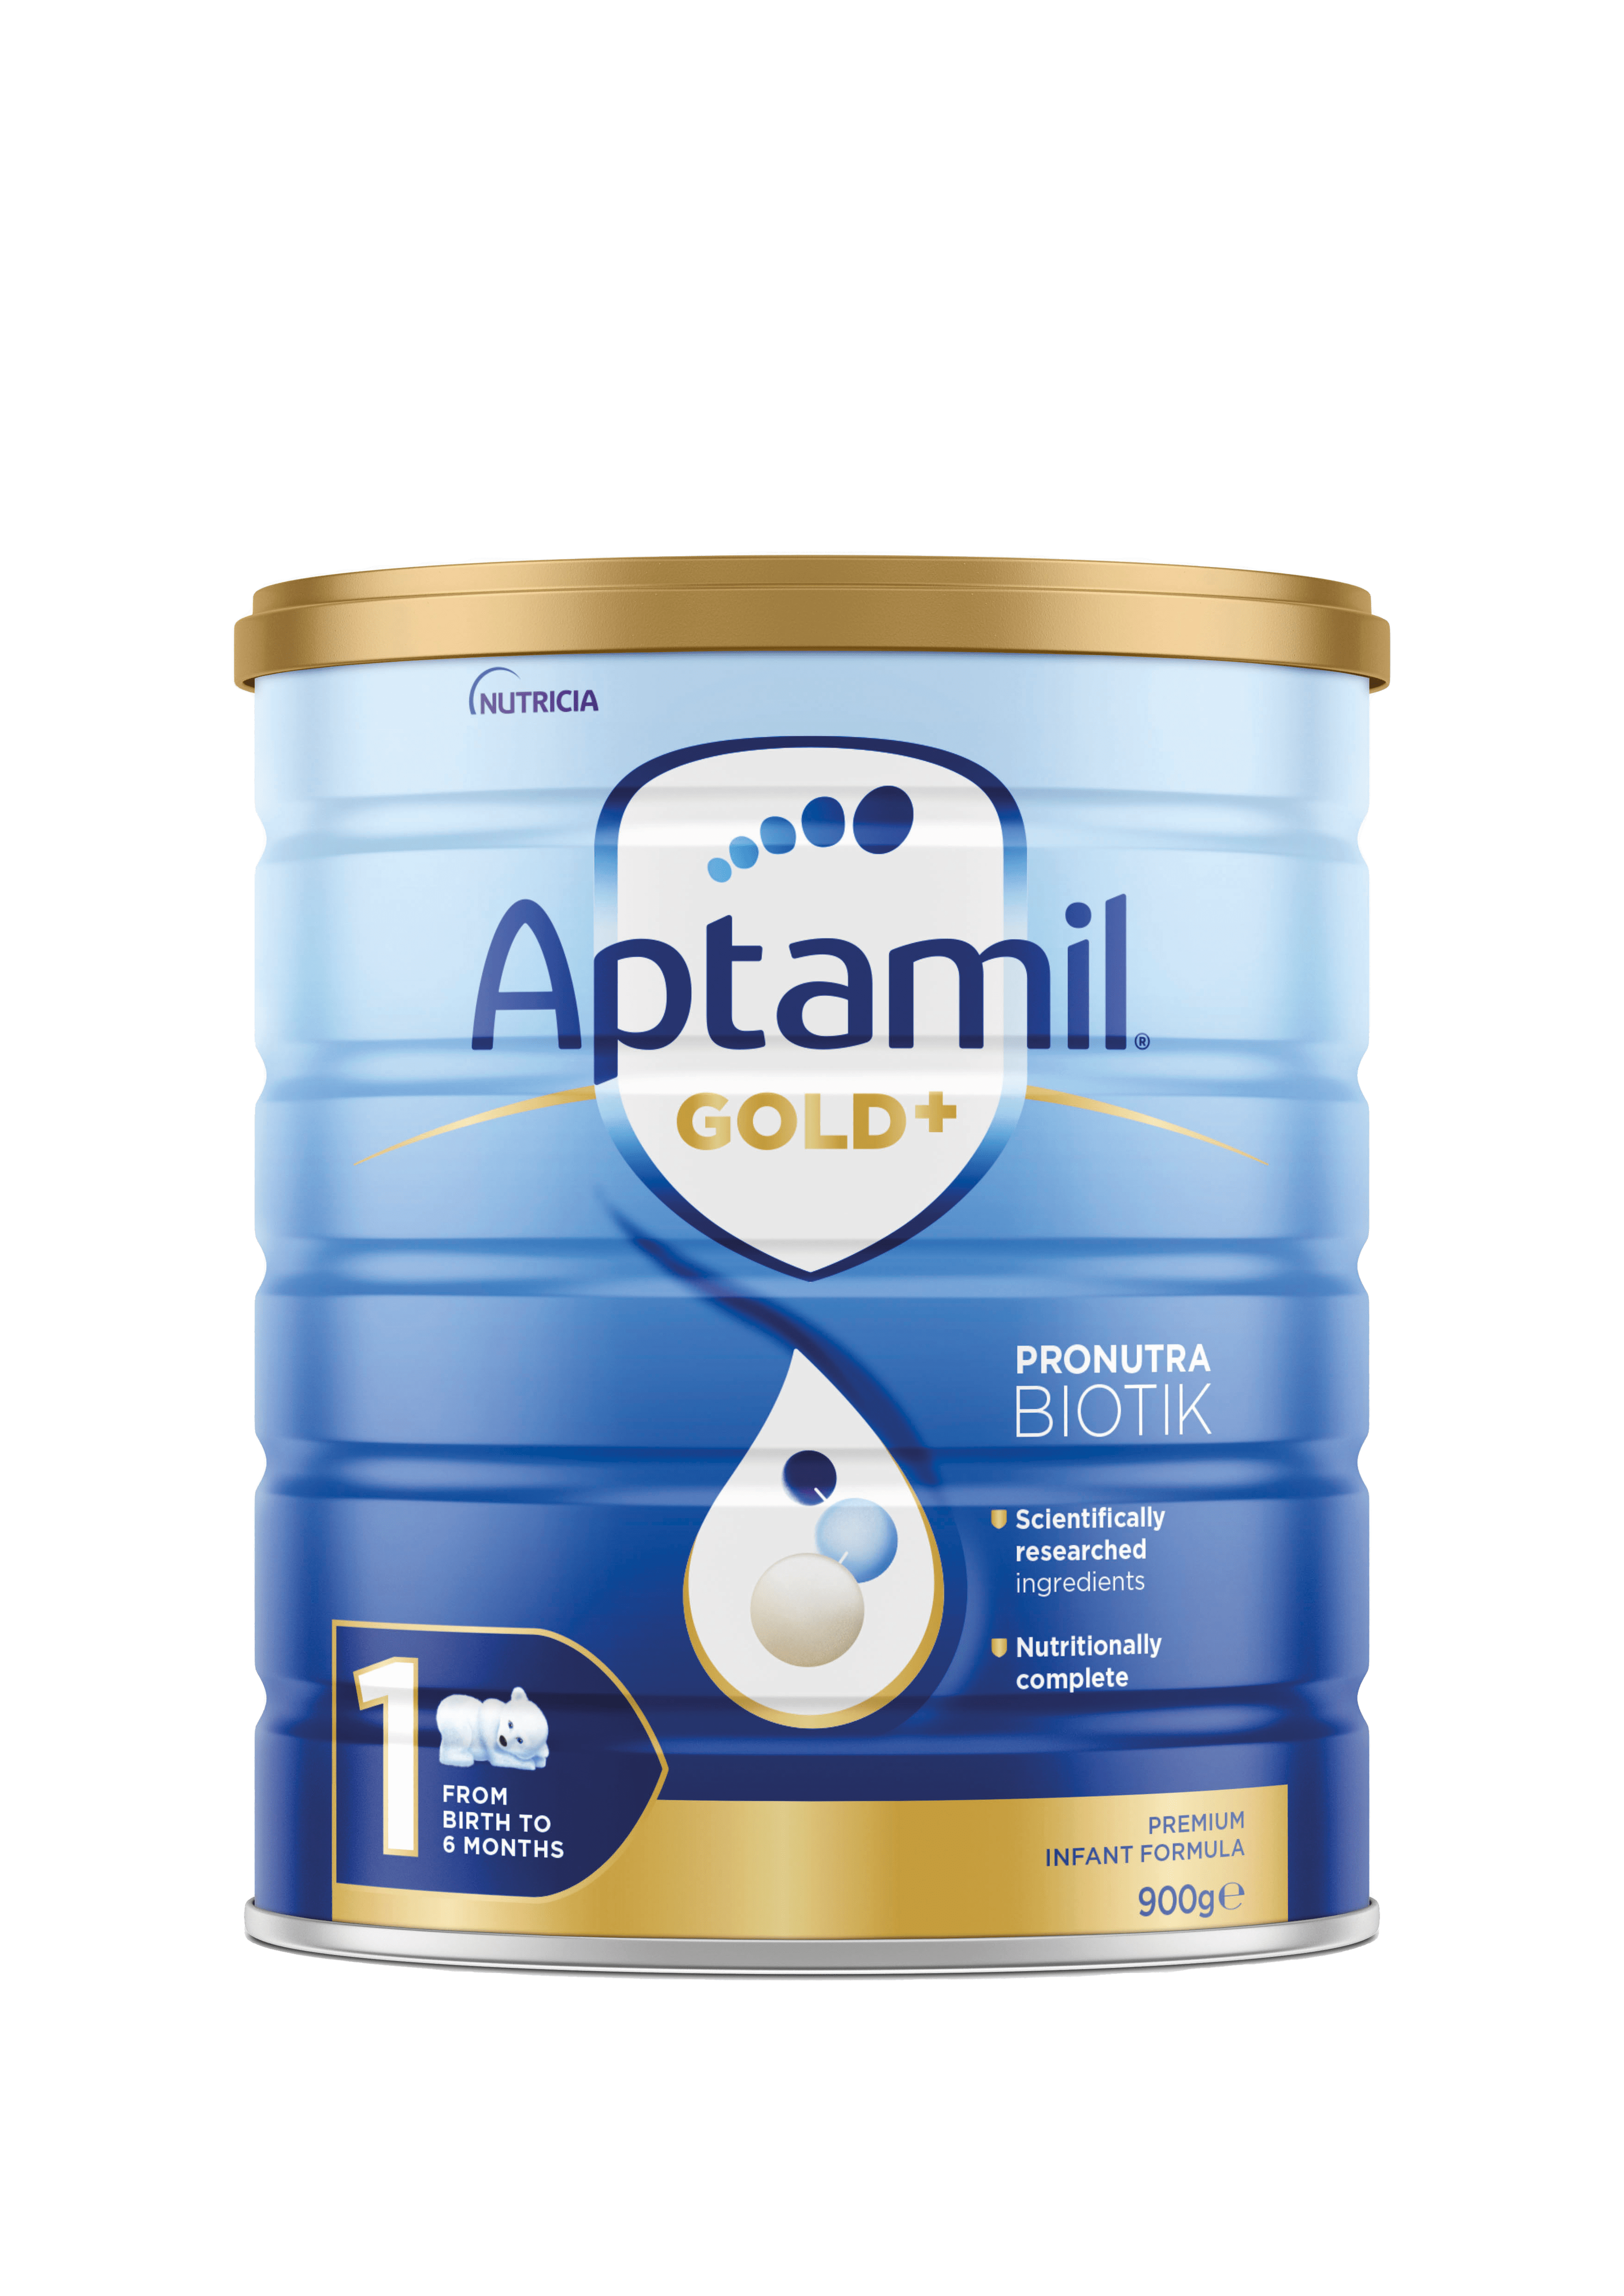 NUTRICIA
Aptamil®
GOLD+
PRONUTRA
BIOTIK
Scientifically
researched
ingredients
Nutritionally
complete
1
FROM
BIRTH TO
6 MONTHS
PREMIUM
INFANT FORMULA
900g℮